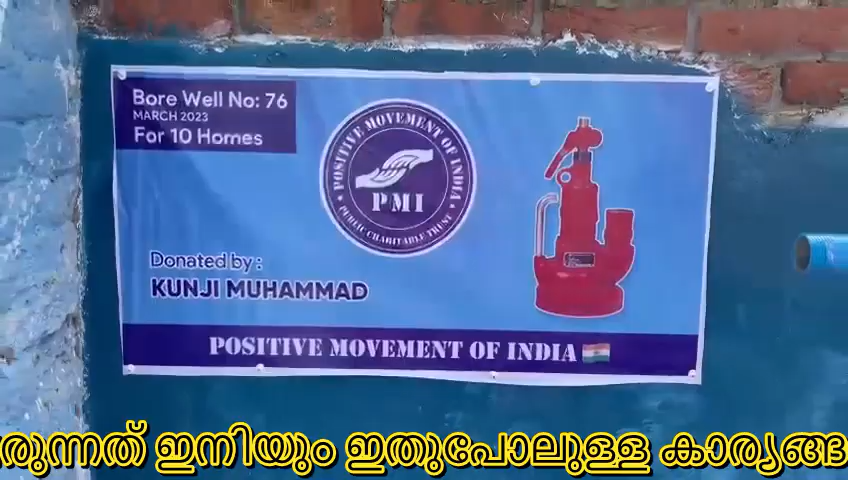 Bore Well No: 76
MARCH 2023
For 10 Homes
POSITIVE MOVEMENT OF INDIA
PMI
PUBLIC CHARITABLE TRUST
Donated by :
KUNJI MUHAMMAD
POSITIVE MOVEMENT OF INDIA
രുന്നത് ഇനിയും ഇതുപോലുള്ള കാര്യങ്ങ